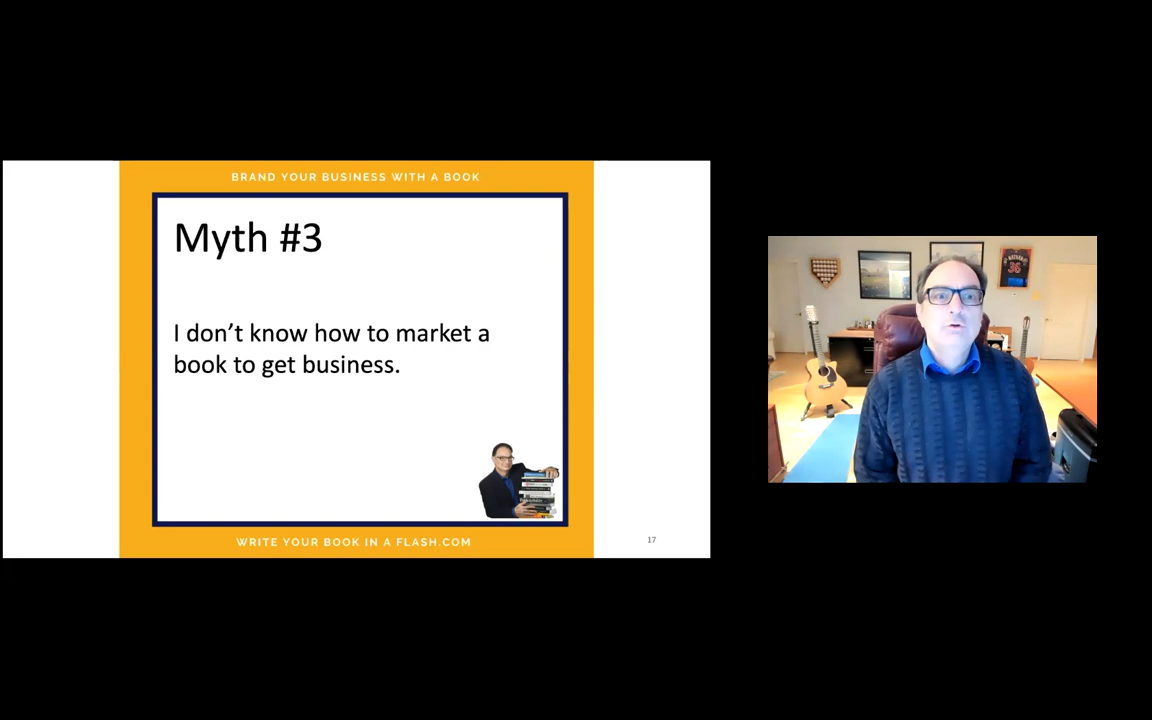 BRAND YOUR BUSINESS WITH A BOOK
Myth #3
I don’t know how to market a
book to get business.
WRITE YOUR BOOK IN A FLASH.COM
17
36